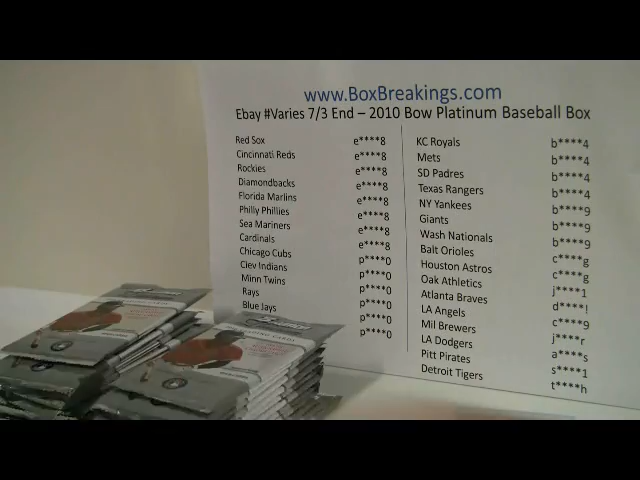 www.BoxBreakings.com
Ebay #Varies 7/3 End – 2010 Bow Platinum Baseball Box
Red Sox e****8
Cincinnati Reds e****8
Rockies e****8
Diamondbacks e****8
Florida Marlins e****8
Philly Phillies e****8
Sea Mariners e****8
Cardinals e****8
Chicago Cubs p****0
Clev Indians p****0
Minn Twins p****0
Rays p****0
Blue Jays p****0
p****0
KC Royals b****4
Mets b****4
SD Padres b****4
Texas Rangers b****4
NY Yankees b****9
Giants b****9
Wash Nationals b****9
Balt Orioles c****g
Houston Astros c****g
Oak Athletics j****1
Atlanta Braves d****!
LA Angels c****9
Mil Brewers j****r
LA Dodgers a****s
Pitt Pirates s****1
Detroit Tigers t****h